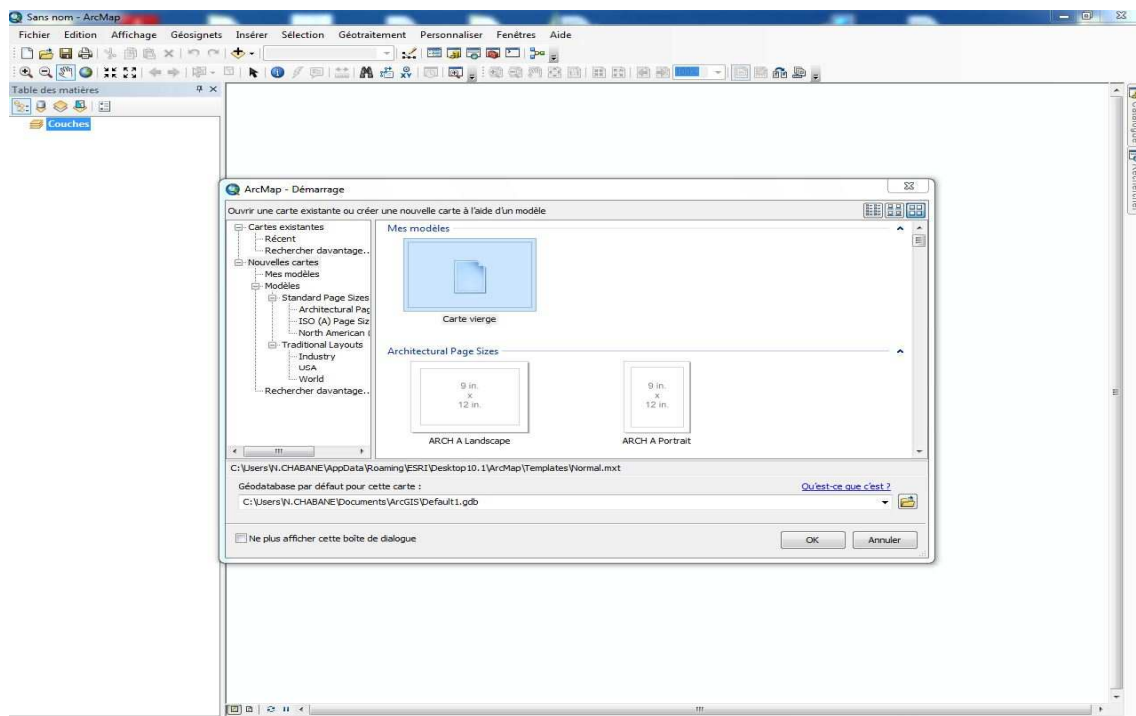 Sans nom - ArcMap
Fichier Edition Affichage Géosignets Insérer Sélection Géotraitement Personnaliser Fenêtres Aide
Table des matières
Couches
Catalogue
ArcMap - Démarrage
Ouvrir une carte existante ou créer une nouvelle carte à l'aide d'un modèle
Cartes existantes
Récent
Rechercher davantage..
Nouvelles cartes
Mes modèles
Modèles
Standard Page Sizes
Architectural Pag
ISO (A) Page Siz
North American (
Traditional Layouts
Industry
USA
World
Rechercher davantage..
Mes modèles
Carte vierge
Architectural Page Sizes
9 in.
x
12 in.
ARCH A Landscape
9 in.
x
12 in.
ARCH A Portrait
C:\Users\N.CHABANE\AppData\Roaming\ESRI\Desktop10.1\ArcMap\Templates\Normal.mxt
Géodatabase par défaut pour cette carte :
Qu'est-ce que c'est ?
C:\Users\N.CHABANE\Documents\ArcGIS\Default1.gdb
Ne plus afficher cette boîte de dialogue
OK
Annuler